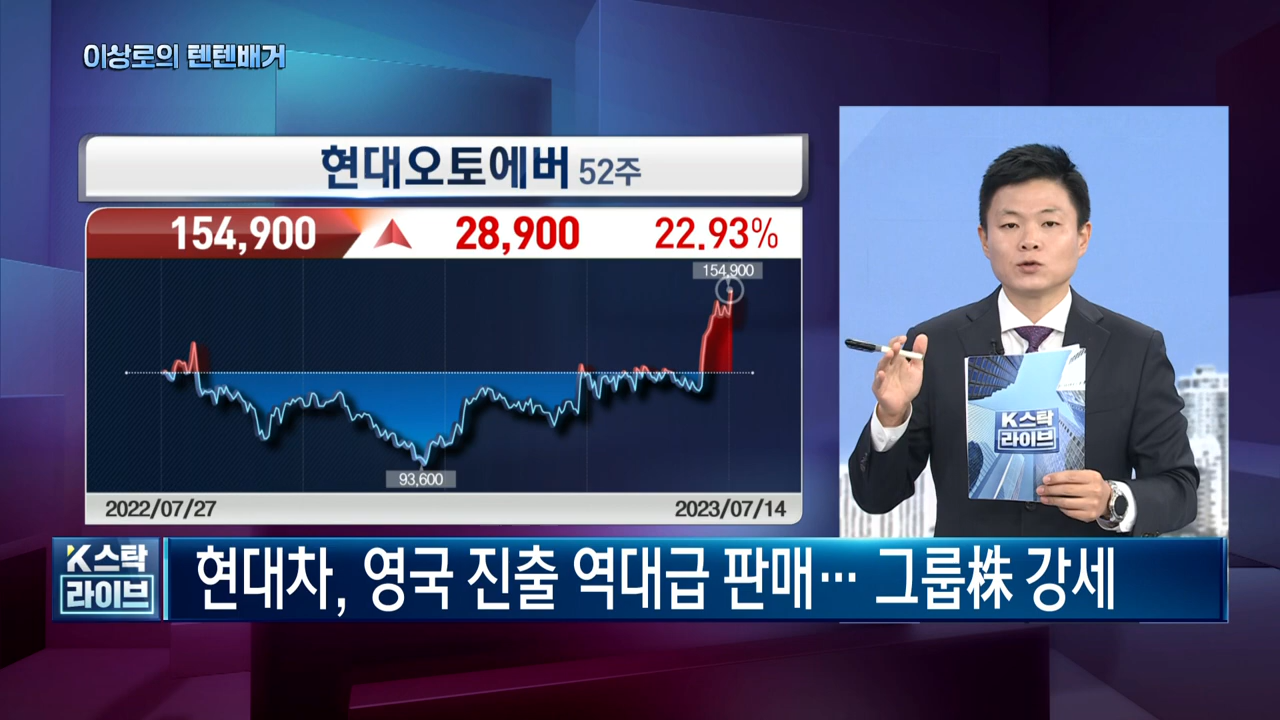 이상로의 텐텐배거
현대오토에버 52주
154,900 ▲ 28,900 22.93%
154,900
93,600
2022/07/27 2023/07/14
K스탁
라이브
K스탁
라이브
현대차, 영국 진출 역대급 판매… 그룹株 강세